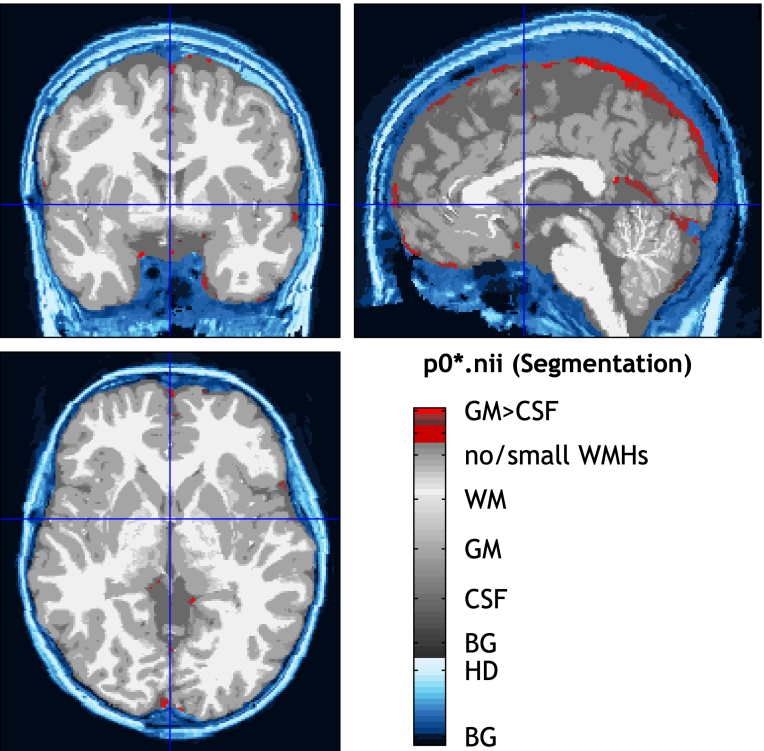 p0*.nii (Segmentation)
GM>CSF
no/small WMHs
WM
GM
CSF
BG
HD
BG